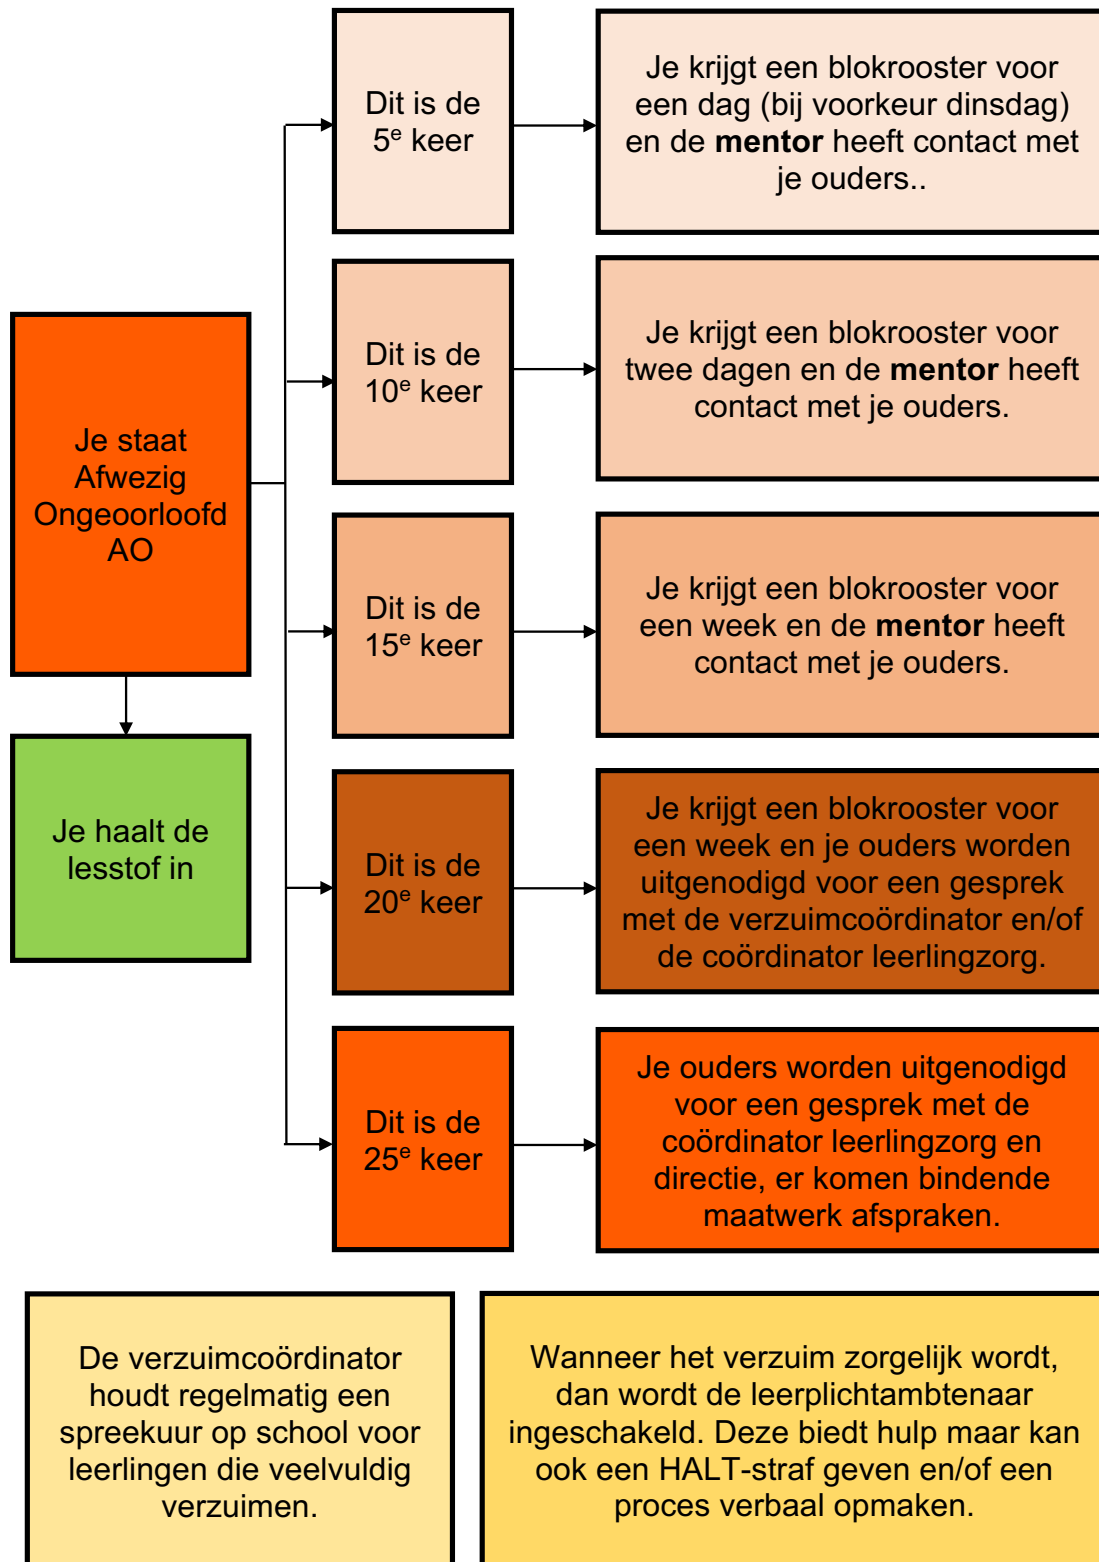 Dit is de
5e keer
Je krijgt een blokrooster voor
een dag (bij voorkeur dinsdag)
en de mentor heeft contact met
je ouders..
Dit is de
10e keer
Je krijgt een blokrooster voor
twee dagen en de mentor heeft
contact met je ouders.
Je staat
Afwezig
Ongeoorloofd
AO
Dit is de
15e keer
Je krijgt een blokrooster voor
een week en de mentor heeft
contact met je ouders.
Je haalt de
lesstof in
Dit is de
20e keer
Je krijgt een blokrooster voor
een week en je ouders worden
uitgenodigd voor een gesprek
met de verzuimcoördinator en/of
de coördinator leerlingzorg.
Dit is de
25e keer
Je ouders worden uitgenodigd
voor een gesprek met de
coördinator leerlingzorg en
directie, er komen bindende
maatwerk afspraken.
De verzuimcoördinator
houdt regelmatig een
spreekuur op school voor
leerlingen die veelvuldig
verzuimen.
Wanneer het verzuim zorgelijk wordt,
dan wordt de leerplichtambtenaar
ingeschakeld. Deze biedt hulp maar kan
ook een HALT-straf geven en/of een
proces verbaal opmaken.